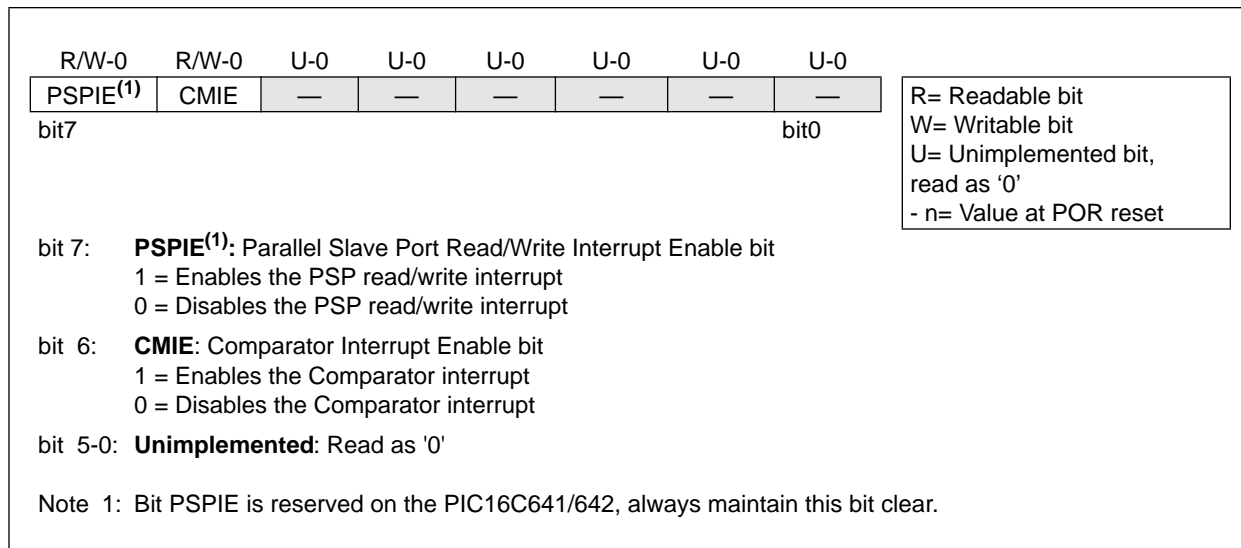 R/W-0 R/W-0 U-0 U-0 U-0 U-0 U-0 U-0
PSPIE(1) CMIE — — — — — —
bit7 bit0
R= Readable bit
W= Writable bit
U= Unimplemented bit,
read as ‘0’
- n= Value at POR reset
bit 7: PSPIE(1): Parallel Slave Port Read/Write Interrupt Enable bit
1 = Enables the PSP read/write interrupt
0 = Disables the PSP read/write interrupt
bit 6: CMIE: Comparator Interrupt Enable bit
1 = Enables the Comparator interrupt
0 = Disables the Comparator interrupt
bit 5-0: Unimplemented: Read as '0'
Note 1: Bit PSPIE is reserved on the PIC16C641/642, always maintain this bit clear.